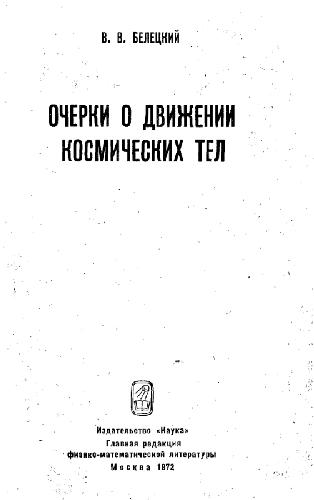 В. В. БЕЛЕЦКИЙ
ОЧЕРКИ О ДВИЖЕНИИ
КОСМИЧЕСКИХ ТЕЛ
Издательство «Наука»
Главная редакция
физико-математической литературы
Москва 1972